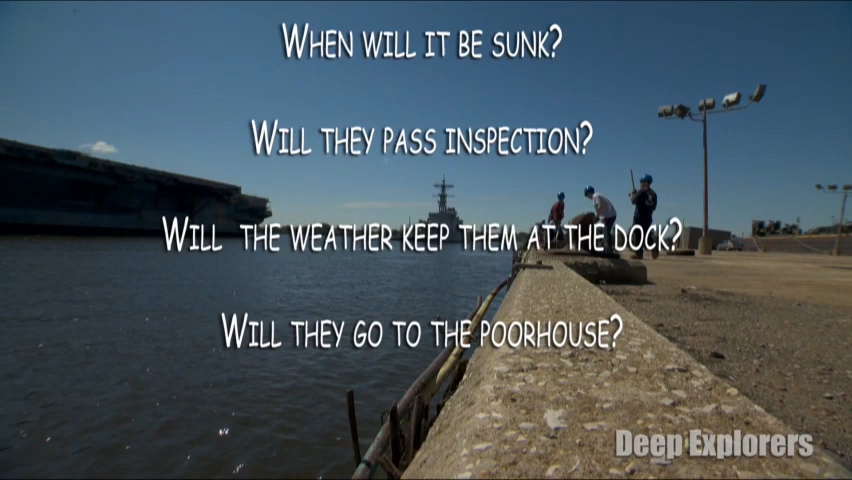 When will it be sunk?
Will they pass inspection?
Will the weather keep them at the dock?
Will they go to the poorhouse?
Deep Explorers